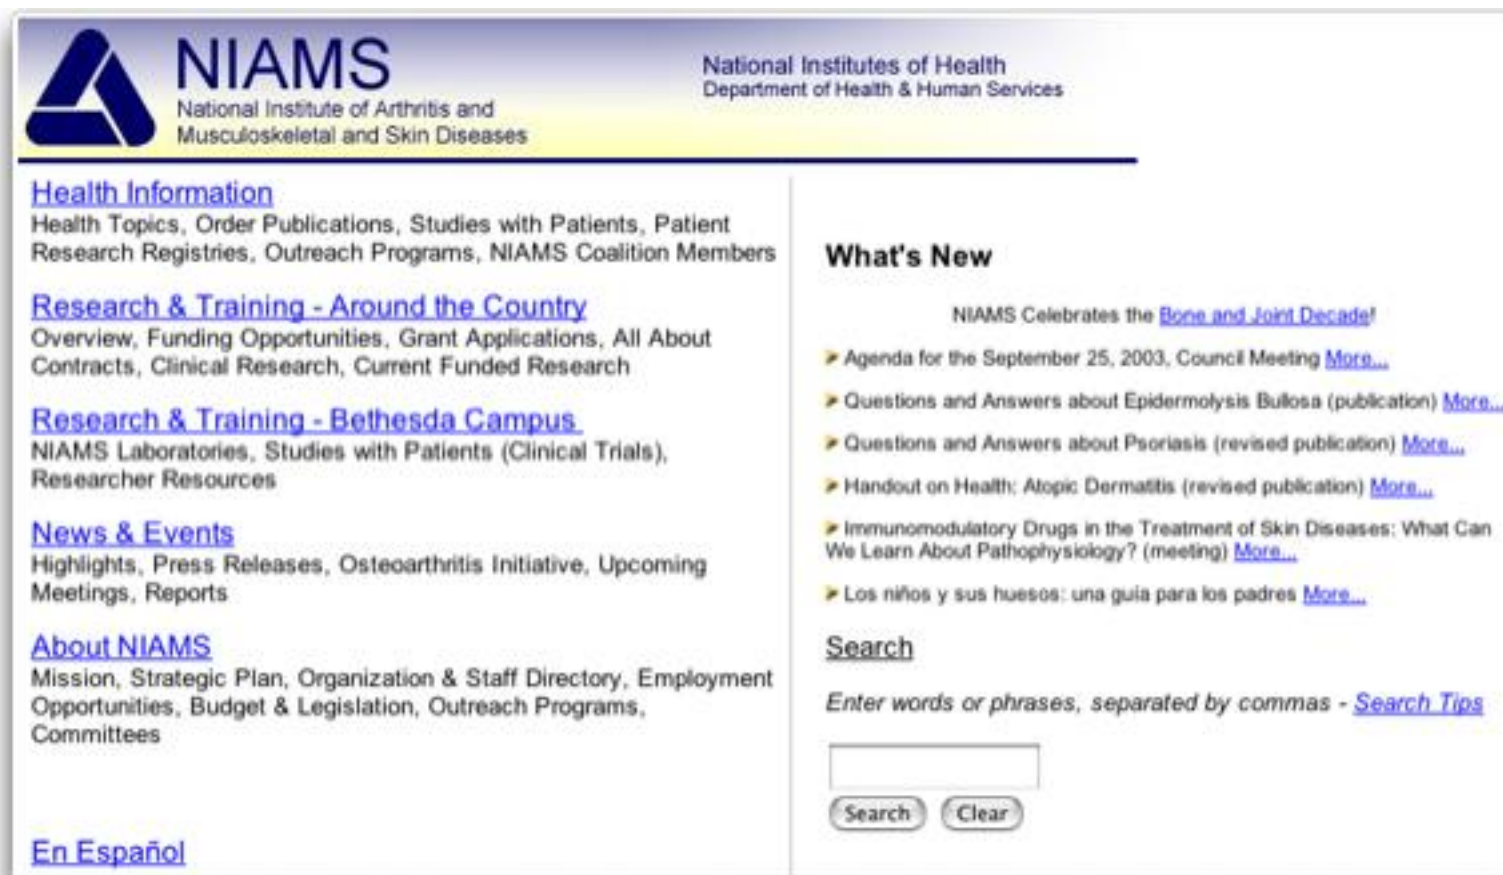 NIAMS
National Institute of Arthritis and
Musculoskeletal and Skin Diseases
National Institutes of Health
Department of Health & Human Services
Health Information
Health Topics, Order Publications, Studies with Patients, Patient
Research Registries, Outreach Programs, NIAMS Coalition Members
Research & Training - Around the Country
Overview, Funding Opportunities, Grant Applications, All About
Contracts, Clinical Research, Current Funded Research
Research & Training - Bethesda Campus
NIAMS Laboratories, Studies with Patients (Clinical Trials),
Researcher Resources
News & Events
Highlights, Press Releases, Osteoarthritis Initiative, Upcoming
Meetings, Reports
About NIAMS
Mission, Strategic Plan, Organization & Staff Directory, Employment
Opportunities, Budget & Legislation, Outreach Programs,
Committees
En Español
What's New
NIAMS Celebrates the Bone and Joint Decade!
Agenda for the September 25, 2003, Council Meeting More...
Questions and Answers about Epidermolysis Bullosa (publication) More...
Questions and Answers about Psoriasis (revised publication) More...
Handout on Health: Atopic Dermatitis (revised publication) More...
Immunomodulatory Drugs in the Treatment of Skin Diseases: What Can
We Learn About Pathophysiology? (meeting) More...
Los niños y sus huesos: una guía para los padres More...
Search
Enter words or phrases, separated by commas - Search Tips
Search Clear